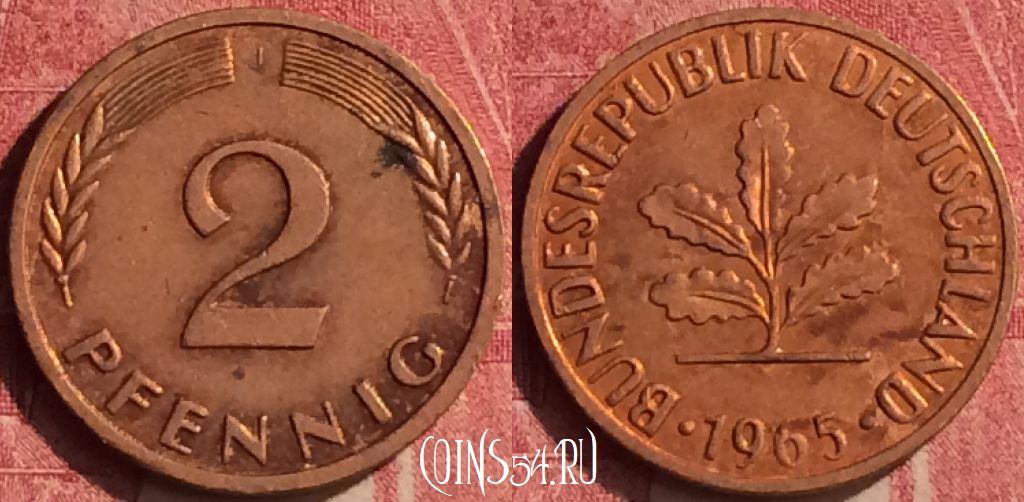 J
2
PFENNIG
BUNDESREPUBLIK DEUTSCHLAND
· 1965 ·
COINS54.RU